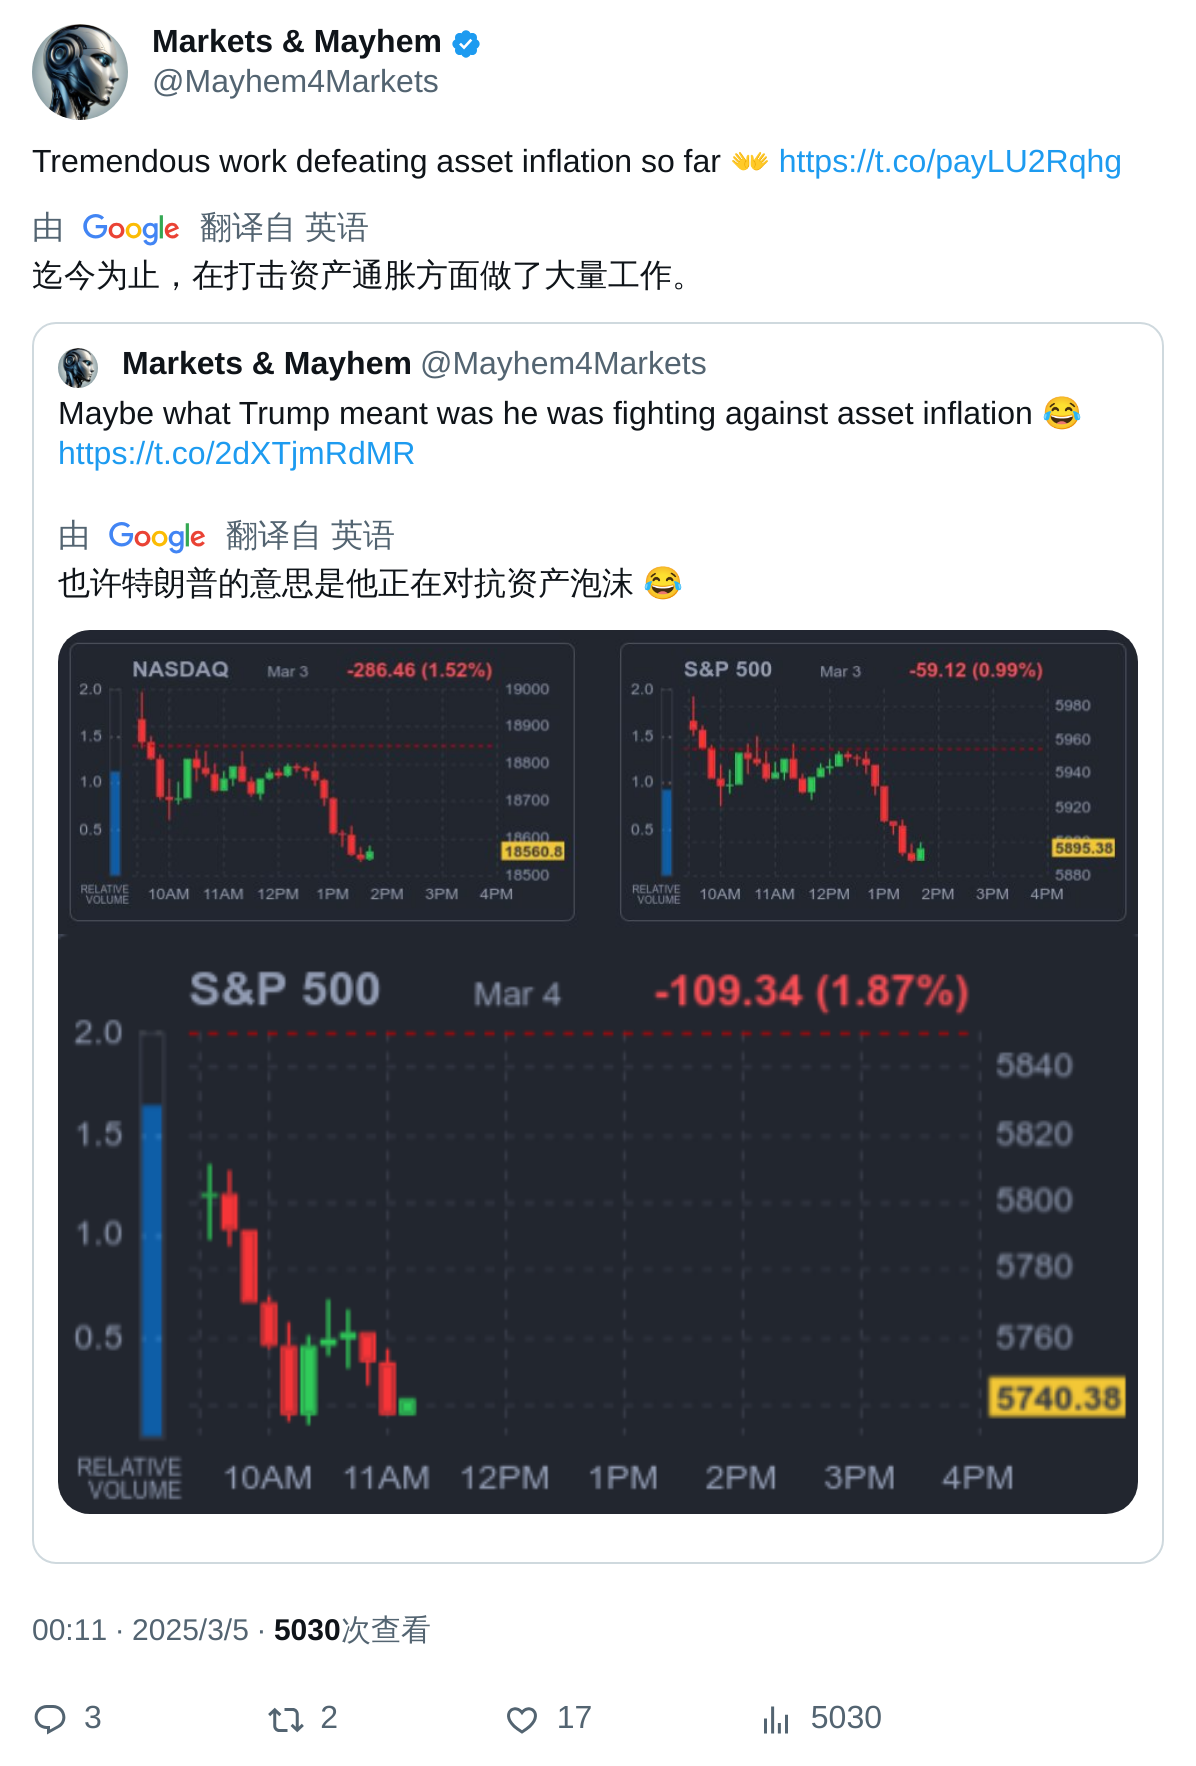 Markets & Mayhem
@Mayhem4Markets
Tremendous work defeating asset inflation so far 👐 https://t.co/payLU2Rqhg
由 Google 翻译自 英语
迄今为止，在打击资产通胀方面做了大量工作。
Markets & Mayhem @Mayhem4Markets
Maybe what Trump meant was he was fighting against asset inflation 😂
https://t.co/2dXTjmRdMR
由 Google 翻译自 英语
也许特朗普的意思是他正在对抗资产泡沫 😂
NASDAQ Mar 3 -286.46 (1.52%)
2.0
1.5
1.0
0.5
19000
18900
18800
18700
18600
18560.8
18500
RELATIVE
VOLUME
10AM 11AM 12PM 1PM 2PM 3PM 4PM
S&P 500 Mar 3 -59.12 (0.99%)
2.0
1.5
1.0
0.5
5980
5960
5940
5920
5895.38
5880
RELATIVE
VOLUME
10AM 11AM 12PM 1PM 2PM 3PM 4PM
S&P 500 Mar 4 -109.34 (1.87%)
2.0
1.5
1.0
0.5
5840
5820
5800
5780
5760
5740.38
RELATIVE
VOLUME
10AM 11AM 12PM 1PM 2PM 3PM 4PM
00:11 · 2025/3/5 · 5030次查看
3 2 17 5030